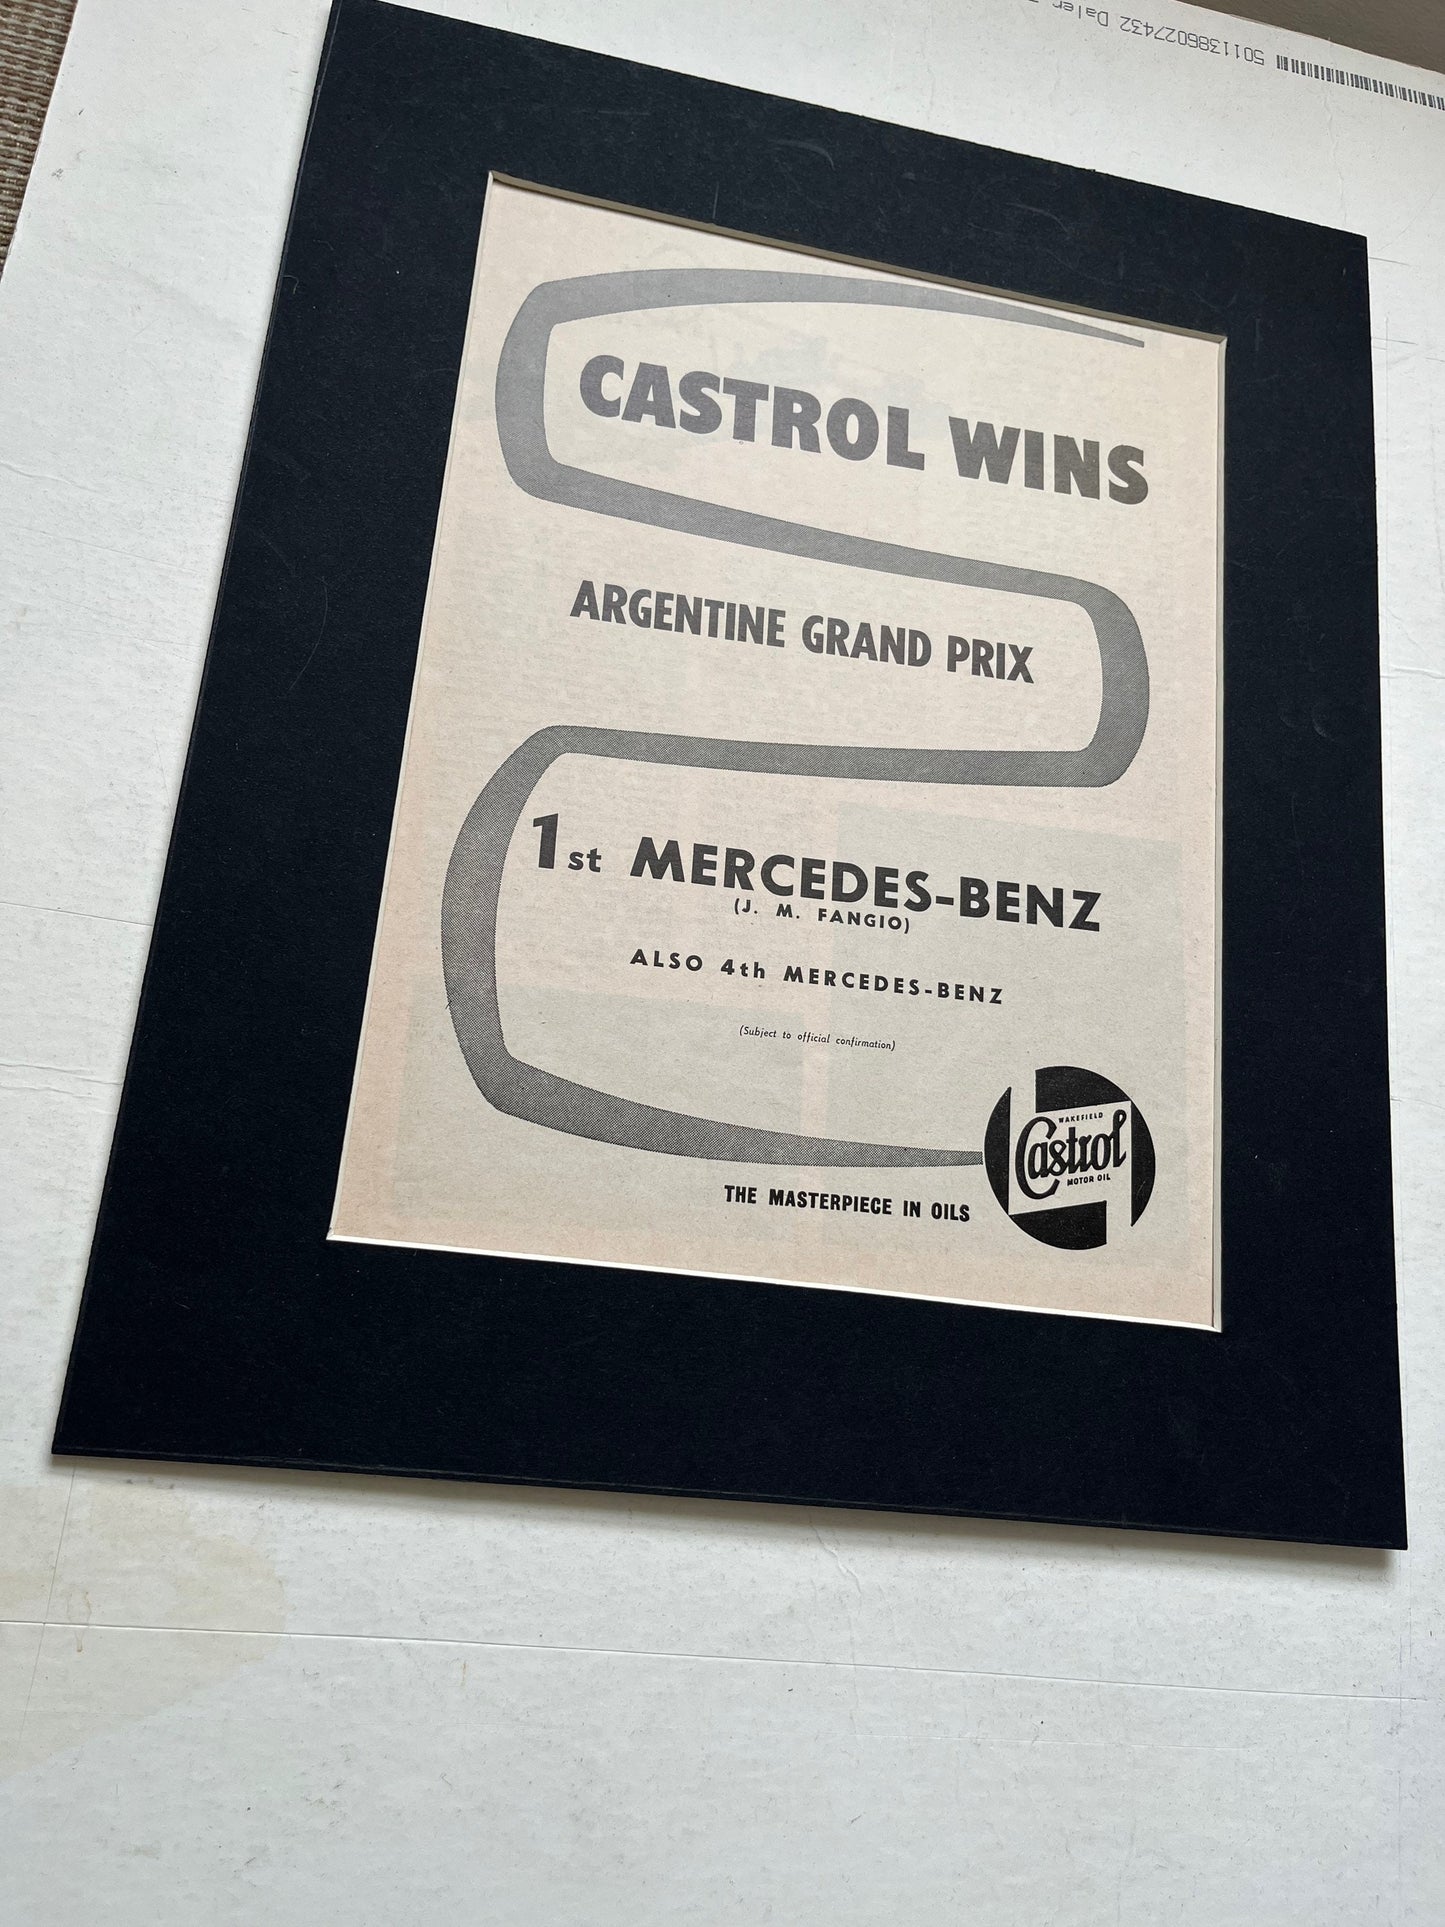 5011386027432 Daler
CASTROL WINS
ARGENTINE GRAND PRIX
1st MERCEDES-BENZ
(J. M. FANGIO)
ALSO 4th MERCEDES-BENZ
(Subject to official confirmation)
WAKEFIELD
Castrol
MOTOR OIL
THE MASTERPIECE IN OILS